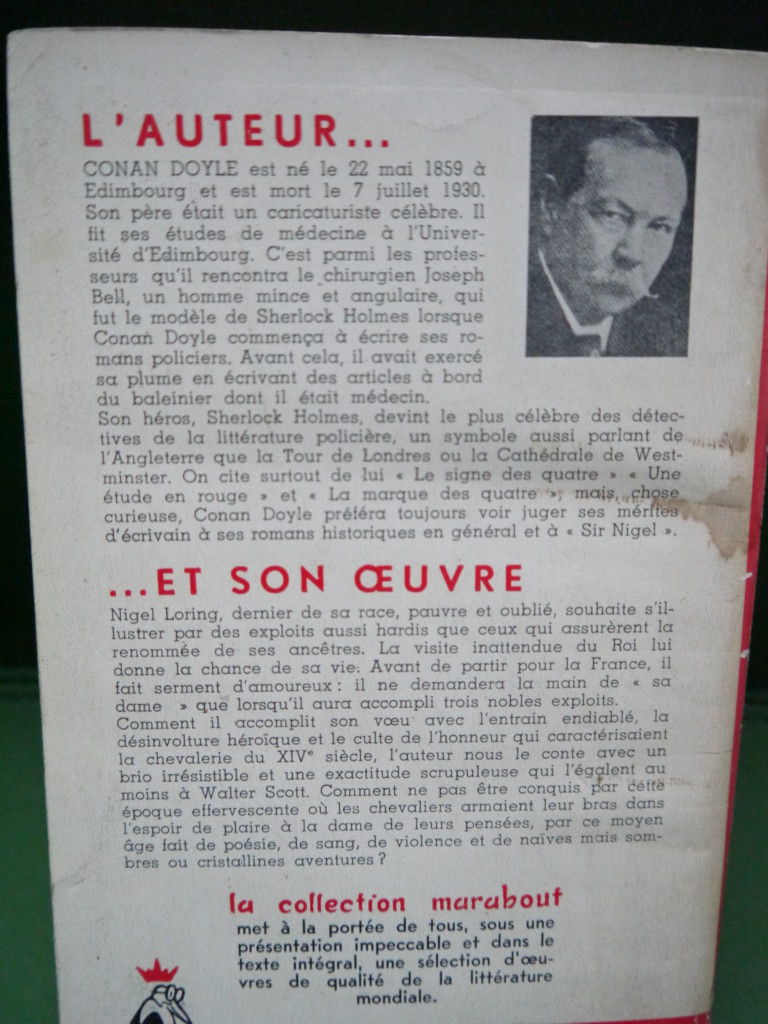 L'AUTEUR...
CONAN DOYLE est né le 22 mai 1859 à
Edimbourg et est mort le 7 juillet 1930.
Son père était un caricaturiste célèbre. Il
fit ses études de médecine à l'Univer-
sité d'Edimbourg. C'est parmi les profes-
seurs qu'il rencontra le chirurgien Joseph
Bell, un homme mince et angulaire, qui
fut le modèle de Sherlock Holmes lorsque
Conan Doyle commença à écrire ses ro-
mans policiers. Avant cela, il avait exercé
sa plume en écrivant des articles à bord
du baleinier dont il était médecin.
Son héros, Sherlock Holmes, devint le plus célèbre des détec-
tives de la littérature policière, un symbole aussi parlant de
l'Angleterre que la Tour de Londres ou la Cathédrale de West-
minster. On cite surtout de lui « Le signe des quatre » « Une
étude en rouge » et « La marque des quatre »; mais, chose
curieuse, Conan Doyle préféra toujours voir juger ses mérites
d'écrivain à ses romans historiques en général et à « Sir Nigel ».
...ET SON ŒUVRE
Nigel Loring, dernier de sa race, pauvre et oublié, souhaite s'il-
lustrer par des exploits aussi hardis que ceux qui assurèrent la
renommée de ses ancêtres. La visite inattendue du Roi lui
donne la chance de sa vie. Avant de partir pour la France, il
fait serment d'amoureux : il ne demandera la main de « sa
dame » que lorsqu'il aura accompli trois nobles exploits.
Comment il accomplit son vœu avec l'entrain endiablé, la
désinvolture héroïque et le culte de l'honneur qui caractérisaient
la chevalerie du XIVe siècle, l'auteur nous le conte avec un
brio irrésistible et une exactitude scrupuleuse qui l'égalent au
moins à Walter Scott. Comment ne pas être conquis par cette
époque effervescente où les chevaliers armaient leur bras dans
l'espoir de plaire à la dame de leurs pensées, par ce moyen
âge fait de poésie, de sang, de violence et de naïves mais som-
bres ou cristallines aventures ?
la collection marabout
met à la portée de tous, sous une
présentation impeccable et dans le
texte intégral, une sélection d'œu-
vres de qualité de la littérature
mondiale.